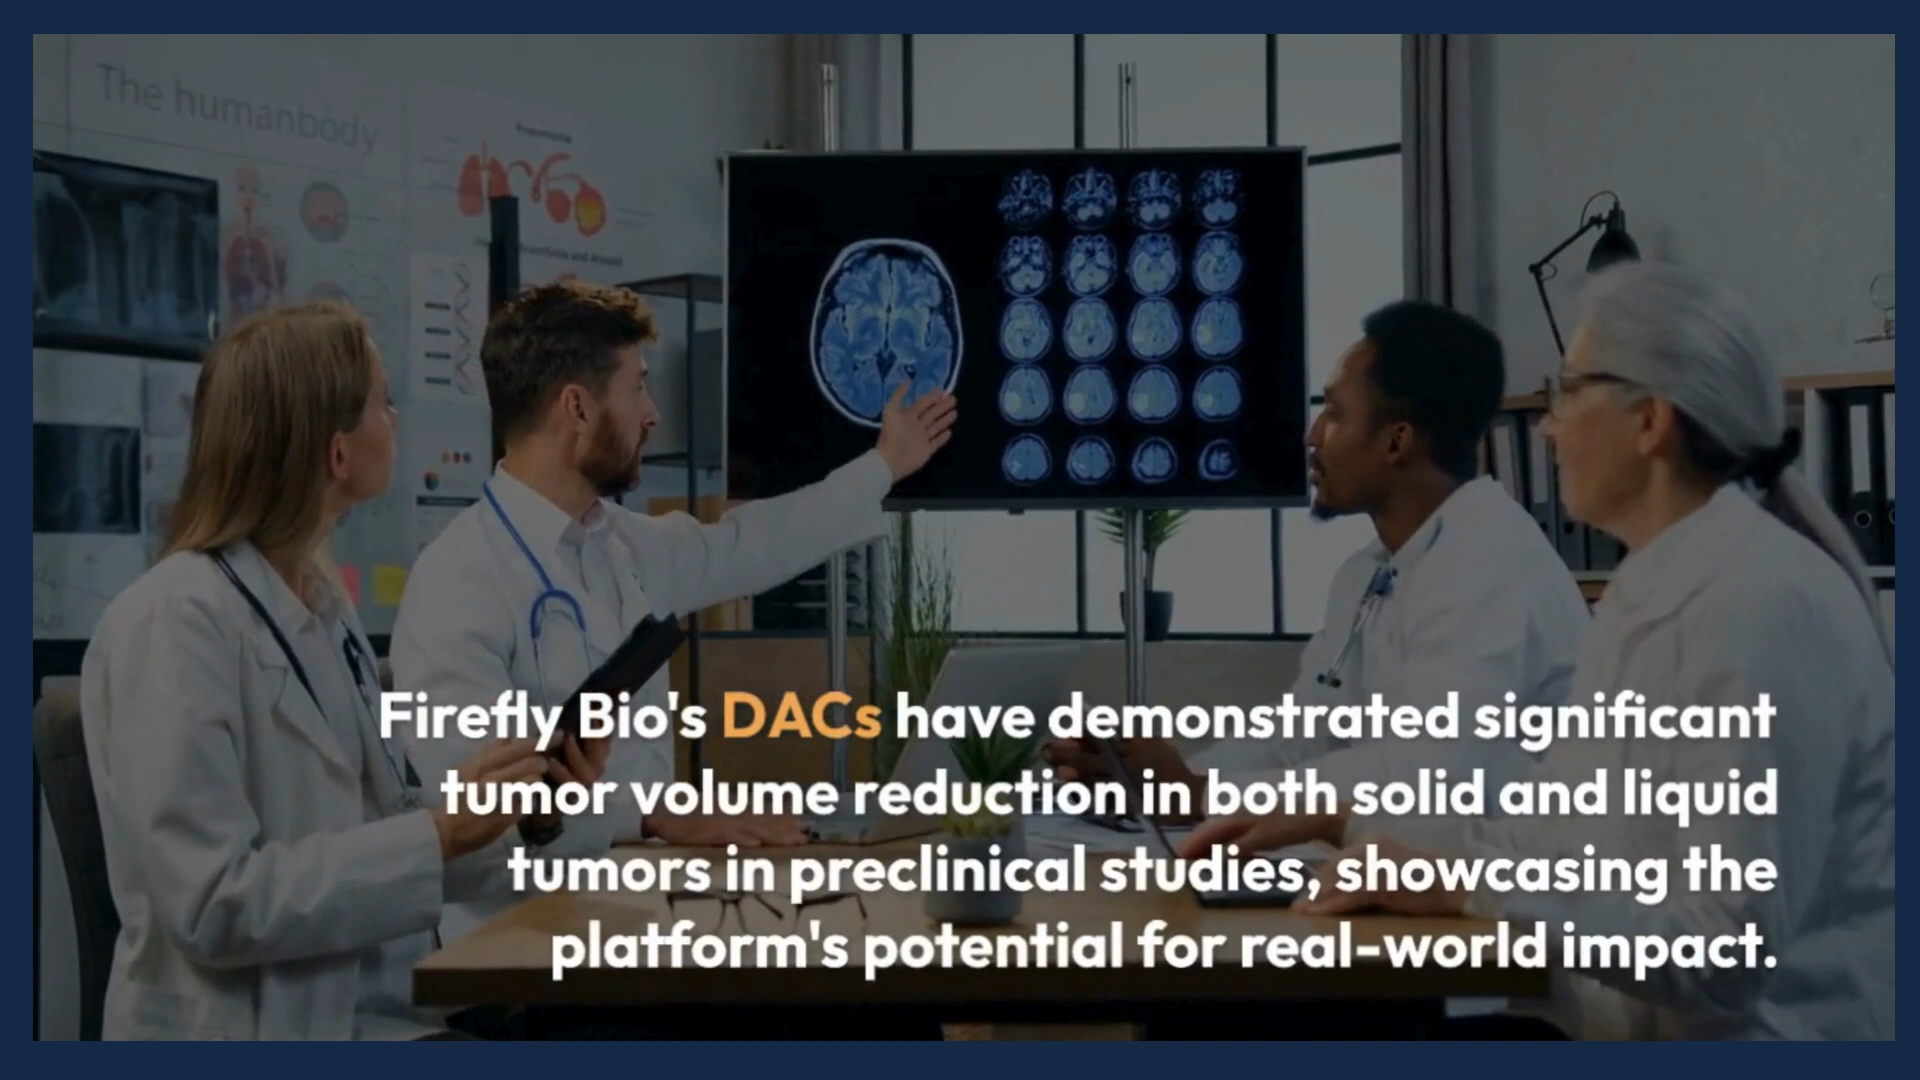 The humanbody
Pneumonia
Firefly Bio's DACs have demonstrated significant
tumor volume reduction in both solid and liquid
tumors in preclinical studies, showcasing the
platform's potential for real-world impact.